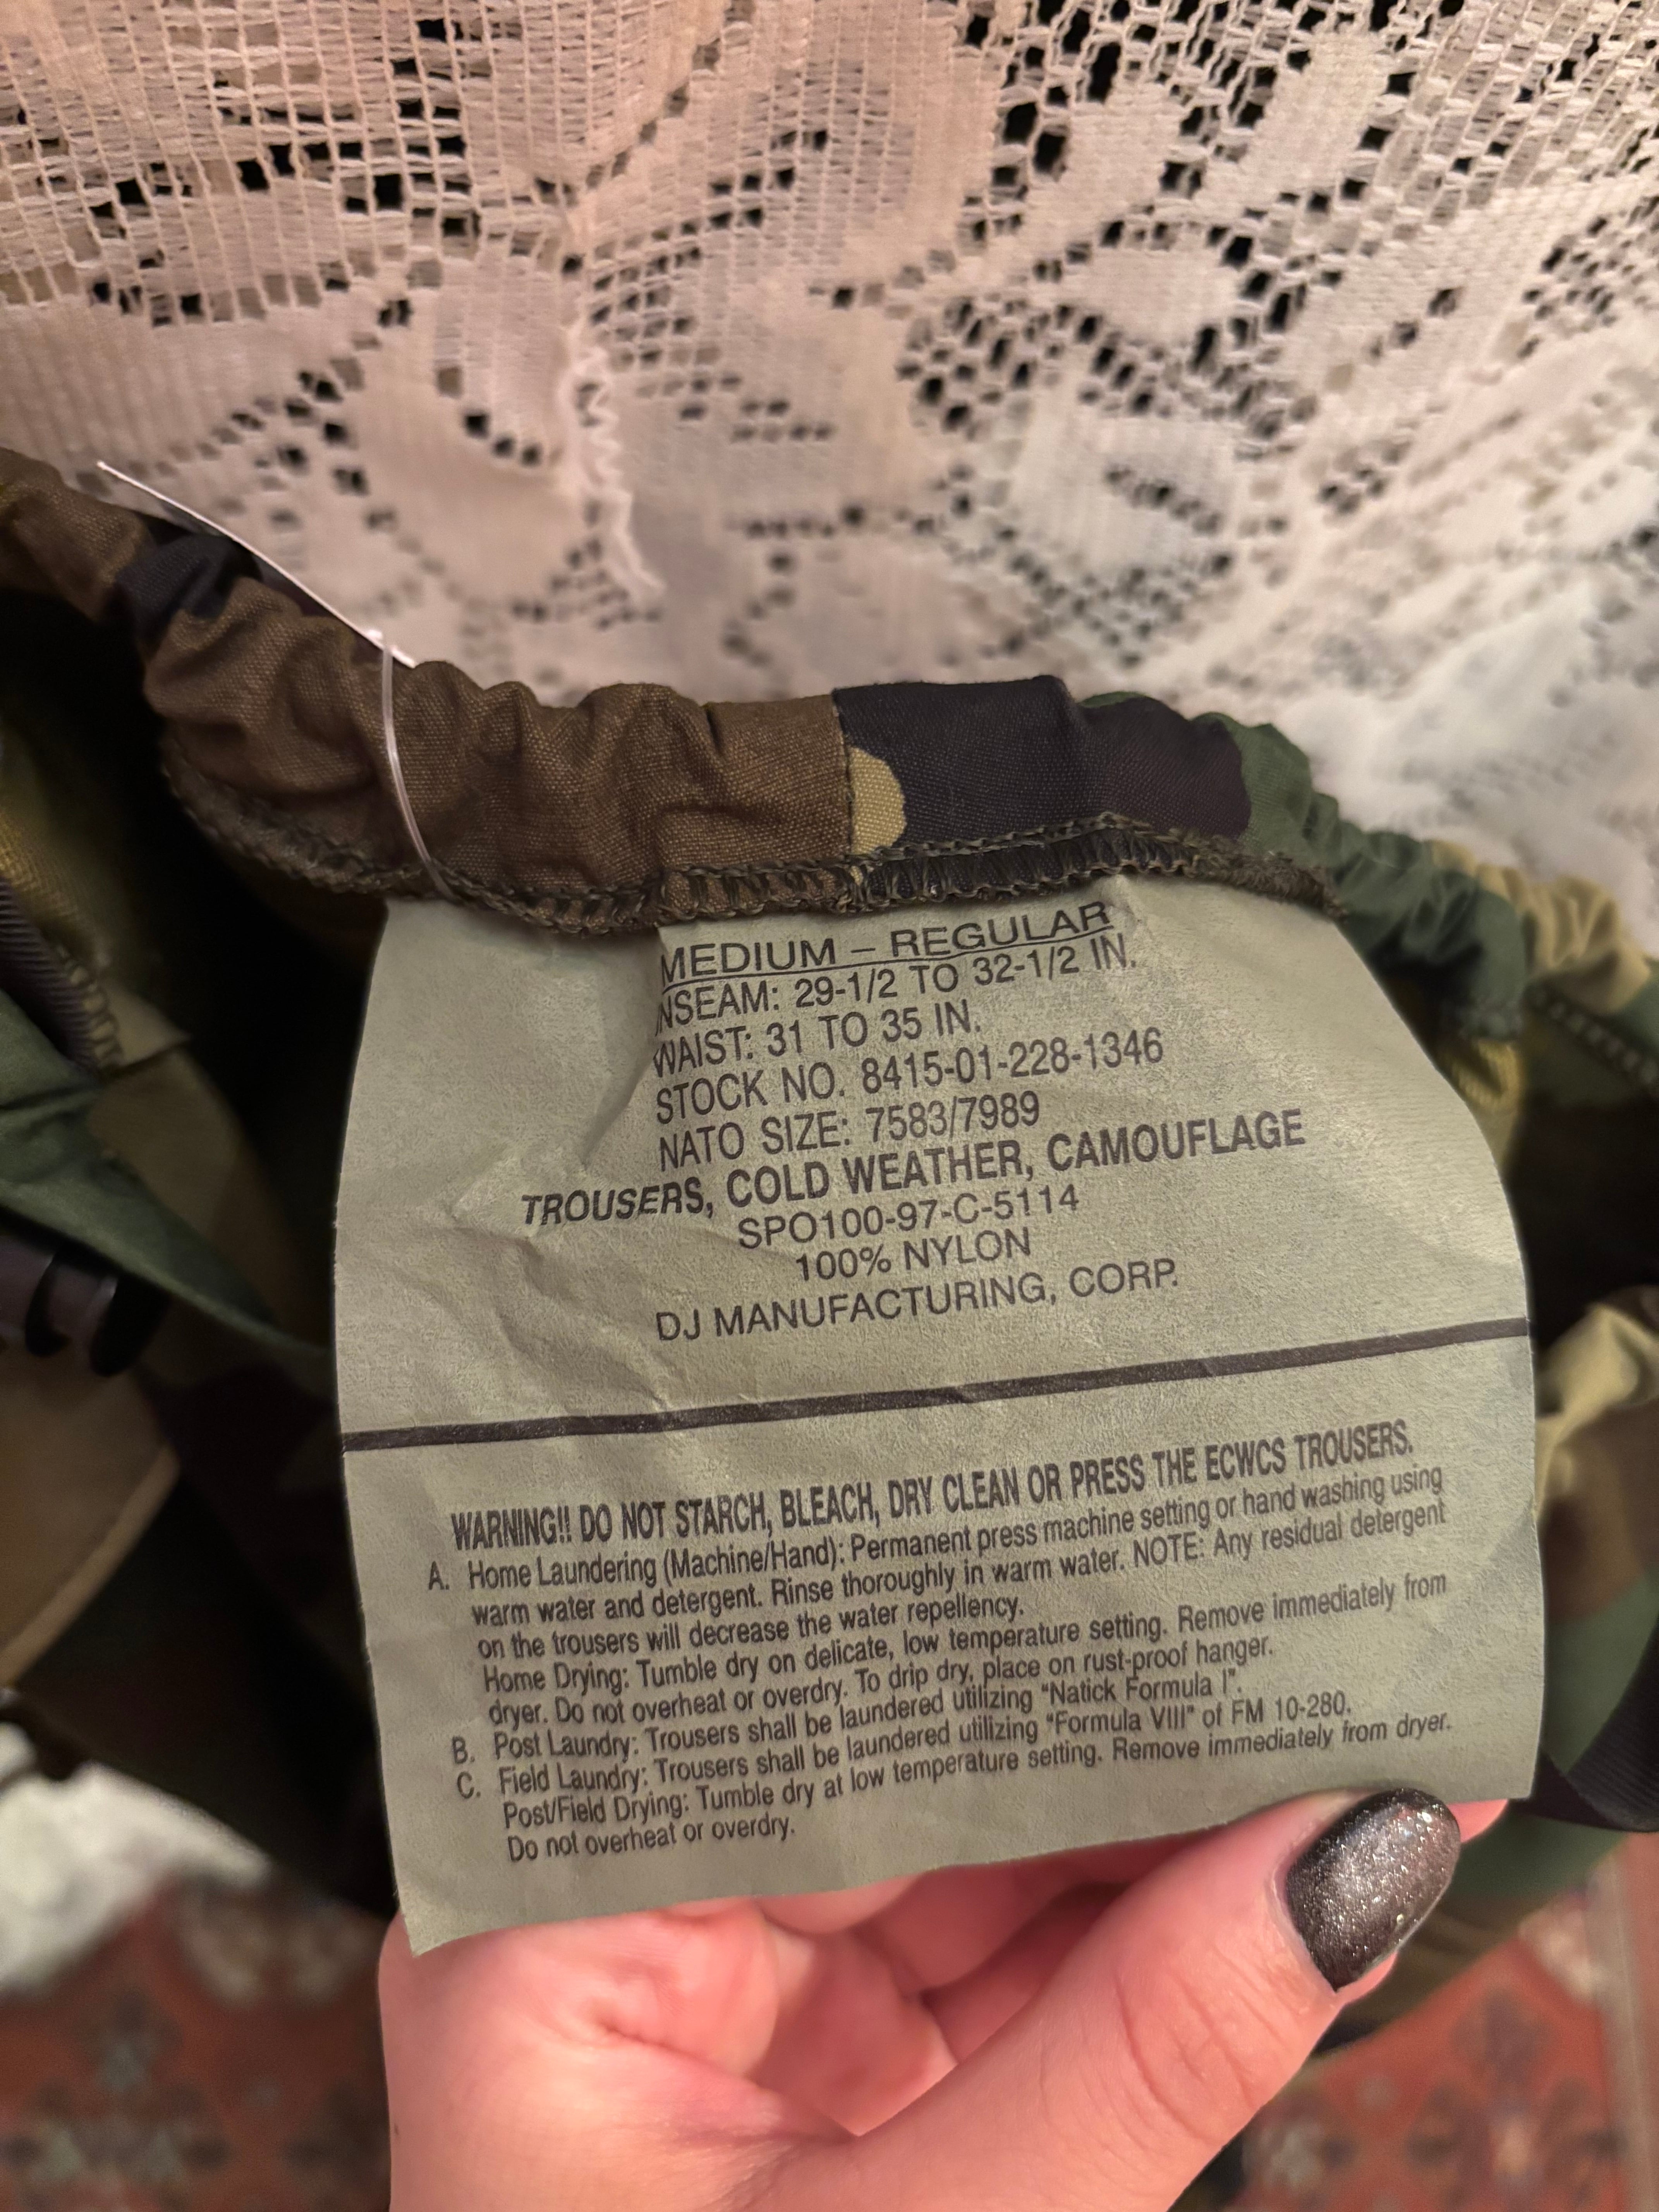 MEDIUM – REGULAR
INSEAM: 29-1/2 TO 32-1/2 IN.
WAIST: 31 TO 35 IN.
STOCK NO. 8415-01-228-1346
NATO SIZE: 7583/7989
TROUSERS, COLD WEATHER, CAMOUFLAGE
SPO100-97-C-5114
100% NYLON
DJ MANUFACTURING, CORP.
WARNING!! DO NOT STARCH, BLEACH, DRY CLEAN OR PRESS THE ECWCS TROUSERS.
A. Home Laundering (Machine/Hand): Permanent press machine setting or hand washing using
warm water and detergent. Rinse thoroughly in warm water. NOTE: Any residual detergent
on the trousers will decrease the water repellency.
Home Drying: Tumble dry on delicate, low temperature setting. Remove immediately from
dryer. Do not overheat or overdry. To drip dry, place on rust-proof hanger.
B. Post Laundry: Trousers shall be laundered utilizing "Natick Formula I".
C. Field Laundry: Trousers shall be laundered utilizing "Formula VIII" of FM 10-280.
Post/Field Drying: Tumble dry at low temperature setting. Remove immediately from dryer.
Do not overheat or overdry.